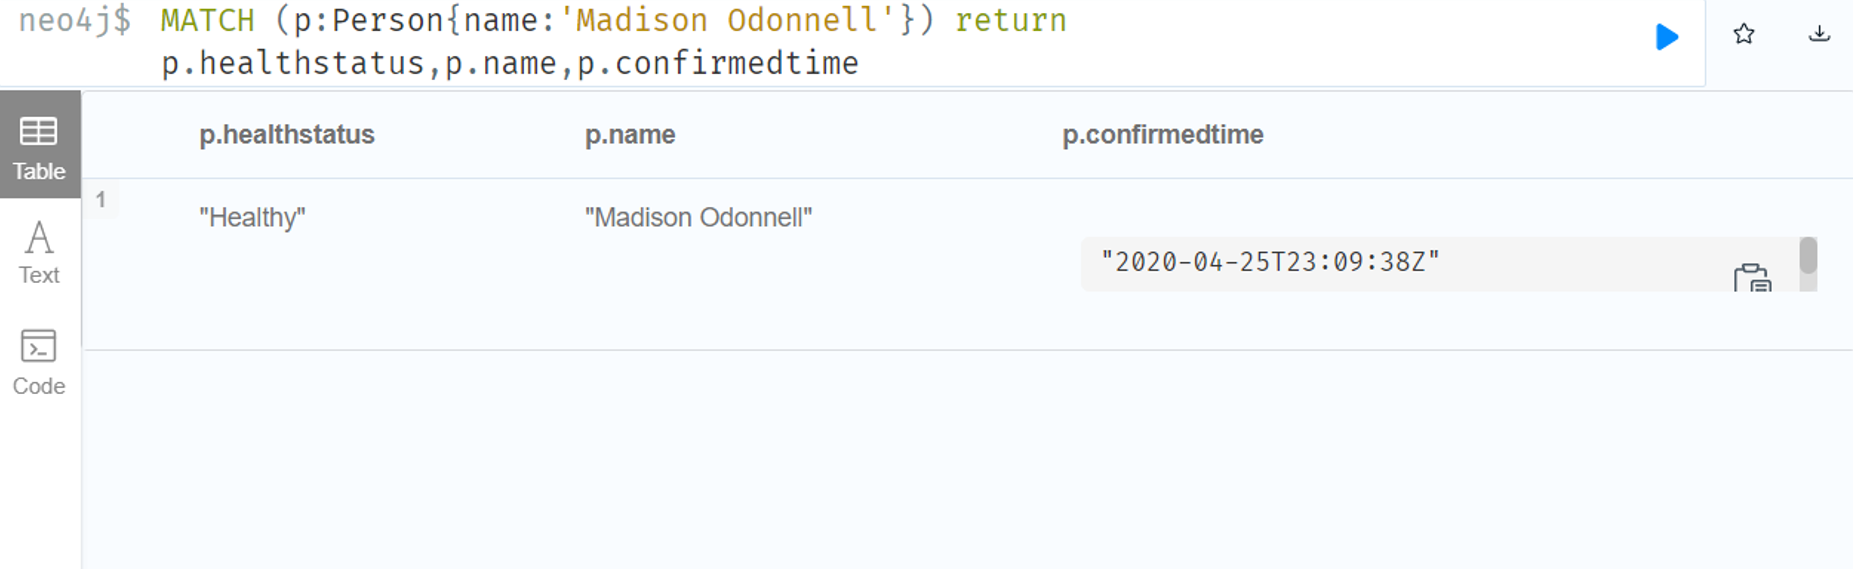 neo4j$ MATCH (p:Person{name:'Madison Odonnell'}) return
p.healthstatus,p.name,p.confirmedtime
p.healthstatus p.name p.confirmedtime
Table
1 "Healthy" "Madison Odonnell"
"2020-04-25T23:09:38Z"
Text
Code